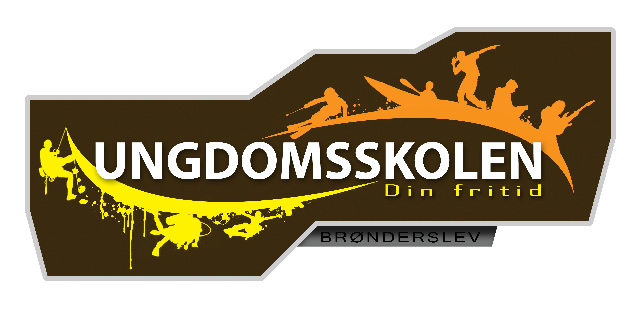 UNGDOMSSKOLEN
Din fritid
BRØNDERSLEV